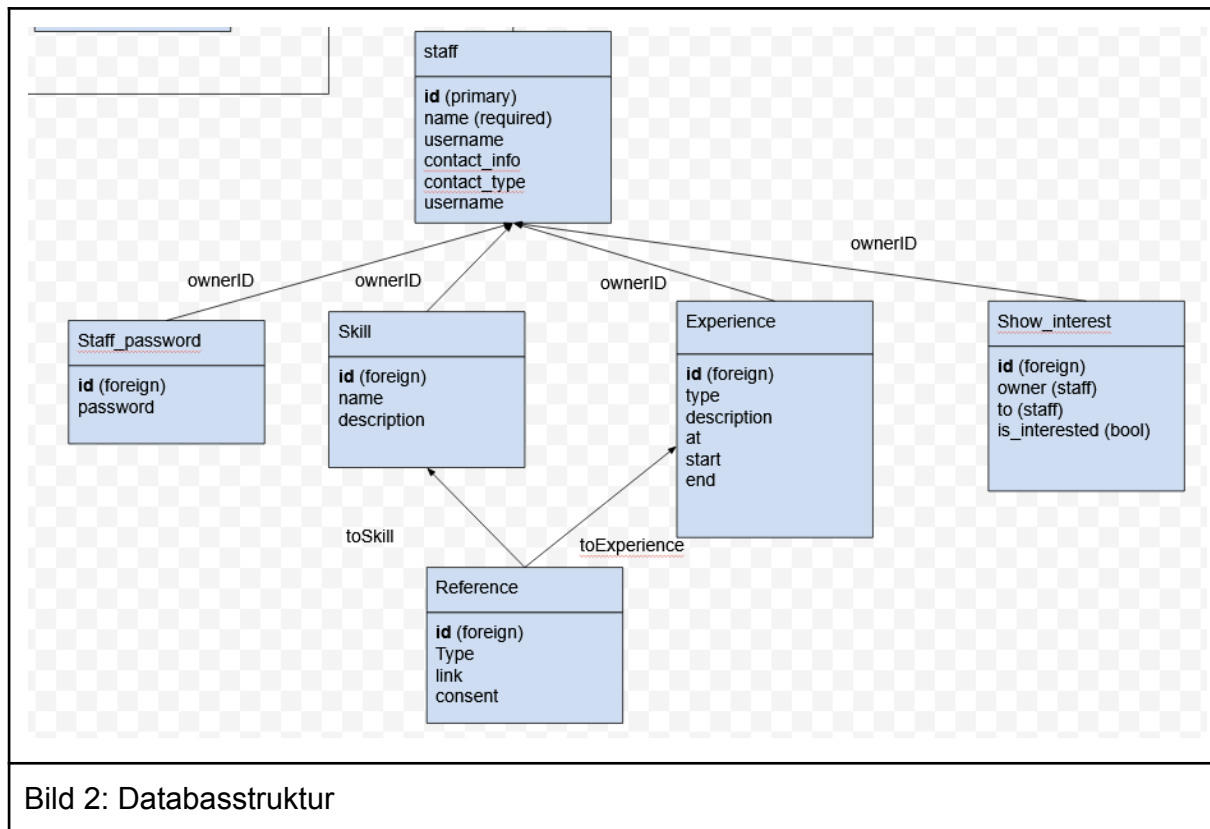 staff
id (primary)
name (required)
username
contact_info
contact_type
username
ownerID
ownerID
ownerID
ownerID
Staff_password
id (foreign)
password
Skill
id (foreign)
name
description
Experience
id (foreign)
type
description
at
start
end
Show_interest
id (foreign)
owner (staff)
to (staff)
is_interested (bool)
toSkill
toExperience
Reference
id (foreign)
Type
link
consent
Bild 2: Databasstruktur